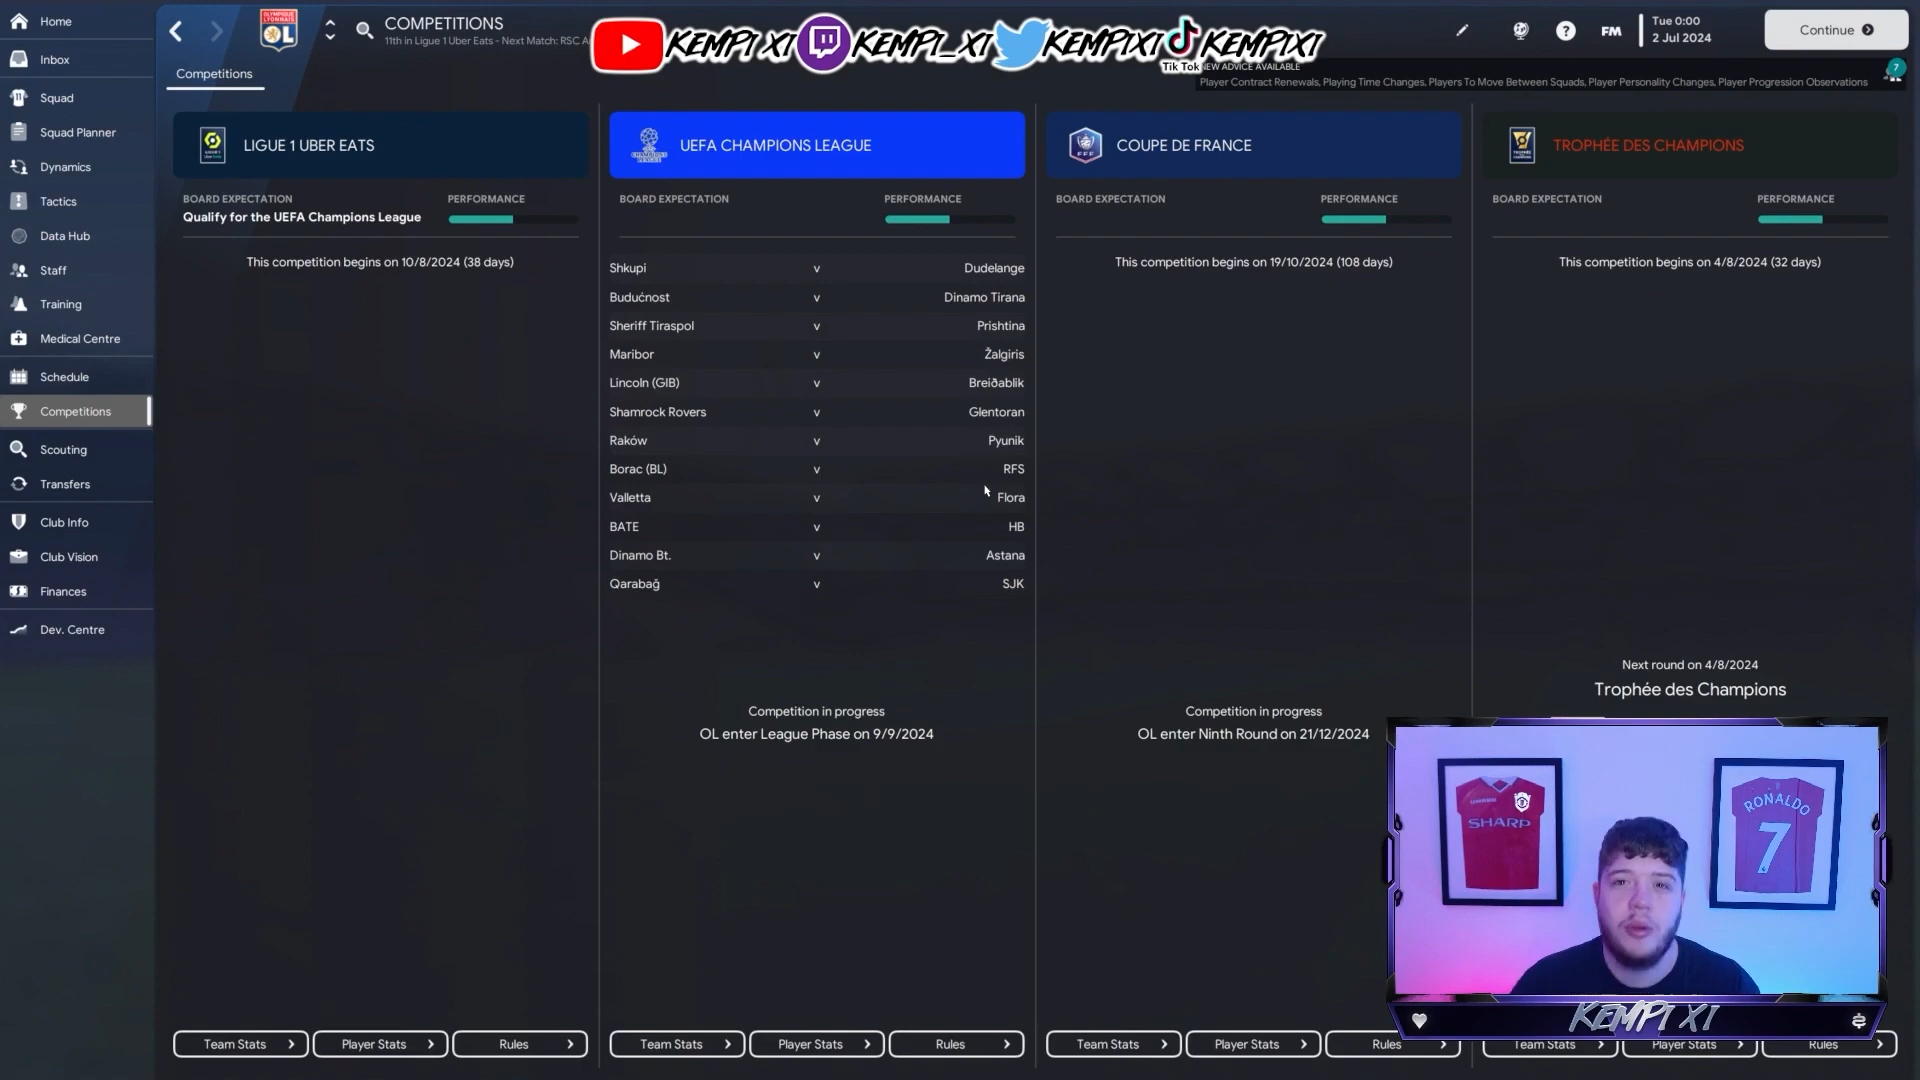 Home
Inbox
Squad
Squad Planner
Dynamics
Tactics
Data Hub
Staff
Training
Medical Centre
Schedule
Competitions
Scouting
Transfers
Club Info
Club Vision
Finances
Dev. Centre
OL
COMPETITIONS
11th in Ligue 1 Uber Eats - Next Match: RSC A
KEMPI XI
KEMPI_XI
KEMPIXI
KEMPIXI
Tik Tok
NEW ADVICE AVAILABLE
Player Contract Renewals, Playing Time Changes, Players To Move Between Squads, Player Personality Changes, Player Progression Observations
7
FM
Tue 0:00
2 Jul 2024
Continue
Competitions
LIGUE 1 UBER EATS
BOARD EXPECTATION PERFORMANCE
Qualify for the UEFA Champions League
This competition begins on 10/8/2024 (38 days)
Team Stats Player Stats Rules
UEFA CHAMPIONS LEAGUE
BOARD EXPECTATION PERFORMANCE
Shkupi v Dudelange
Budućnost v Dinamo Tirana
Sheriff Tiraspol v Prishtina
Maribor v Žalgiris
Lincoln (GIB) v Breiðablik
Shamrock Rovers v Glentoran
Raków v Pyunik
Borac (BL) v RFS
Valletta v Flora
BATE v HB
Dinamo Bt. v Astana
Qarabağ v SJK
Competition in progress
OL enter League Phase on 9/9/2024
Team Stats Player Stats Rules
COUPE DE FRANCE
BOARD EXPECTATION PERFORMANCE
This competition begins on 19/10/2024 (108 days)
Competition in progress
OL enter Ninth Round on 21/12/2024
Team Stats Player Stats Rules
TROPHÉE DES CHAMPIONS
BOARD EXPECTATION PERFORMANCE
This competition begins on 4/8/2024 (32 days)
Next round on 4/8/2024
Trophée des Champions
SHARP
RONALDO
7
KEMPI XI
Team Stats Player Stats Rules